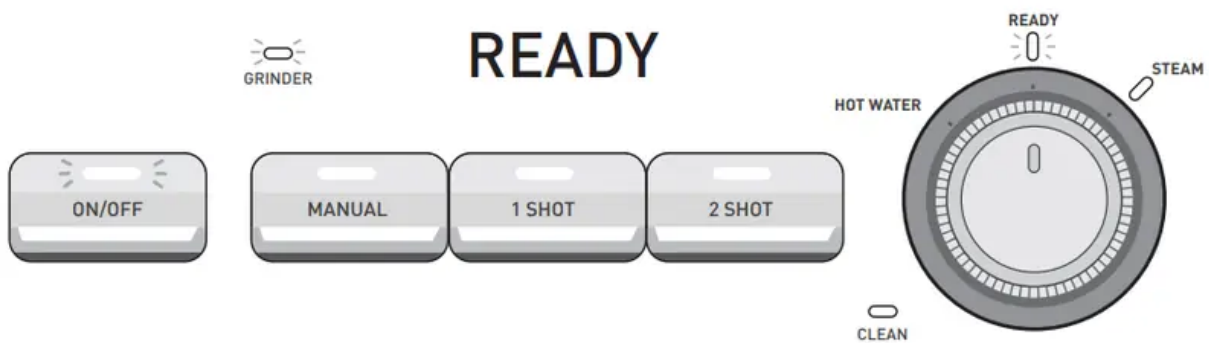 READY
GRINDER
READY
STEAM
HOT WATER
ON/OFF
MANUAL
1 SHOT
2 SHOT
CLEAN